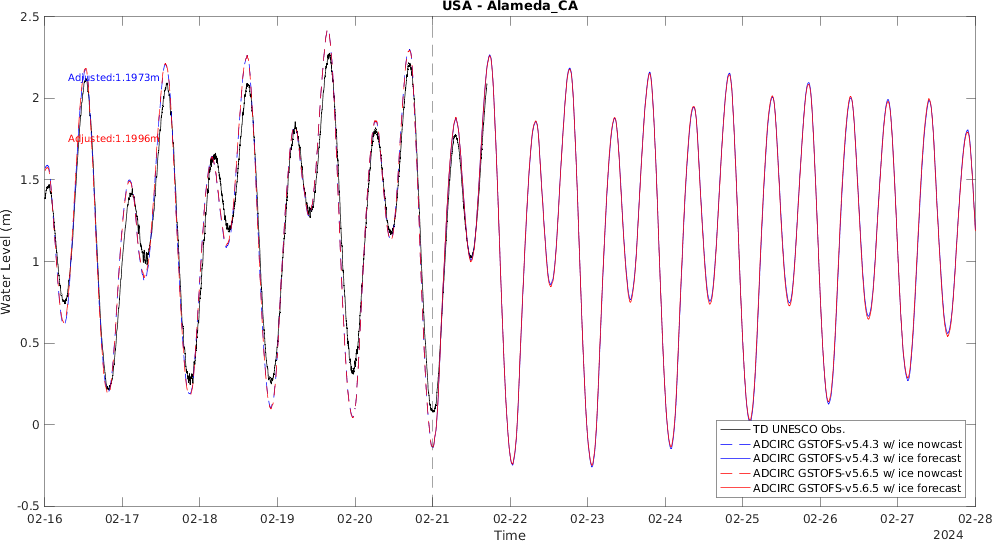 USA - Alameda_CA
2.5
2
1.5
1
0.5
0
-0.5
Water Level (m)
Adjusted:1.1973m
Adjusted:1.1996m
TD UNESCO Obs.
ADCIRC GSTOFS-v5.4.3 w/ ice nowcast
ADCIRC GSTOFS-v5.4.3 w/ ice forecast
ADCIRC GSTOFS-v5.6.5 w/ ice nowcast
ADCIRC GSTOFS-v5.6.5 w/ ice forecast
02-16 02-17 02-18 02-19 02-20 02-21 02-22 02-23 02-24 02-25 02-26 02-27 02-28
Time
2024